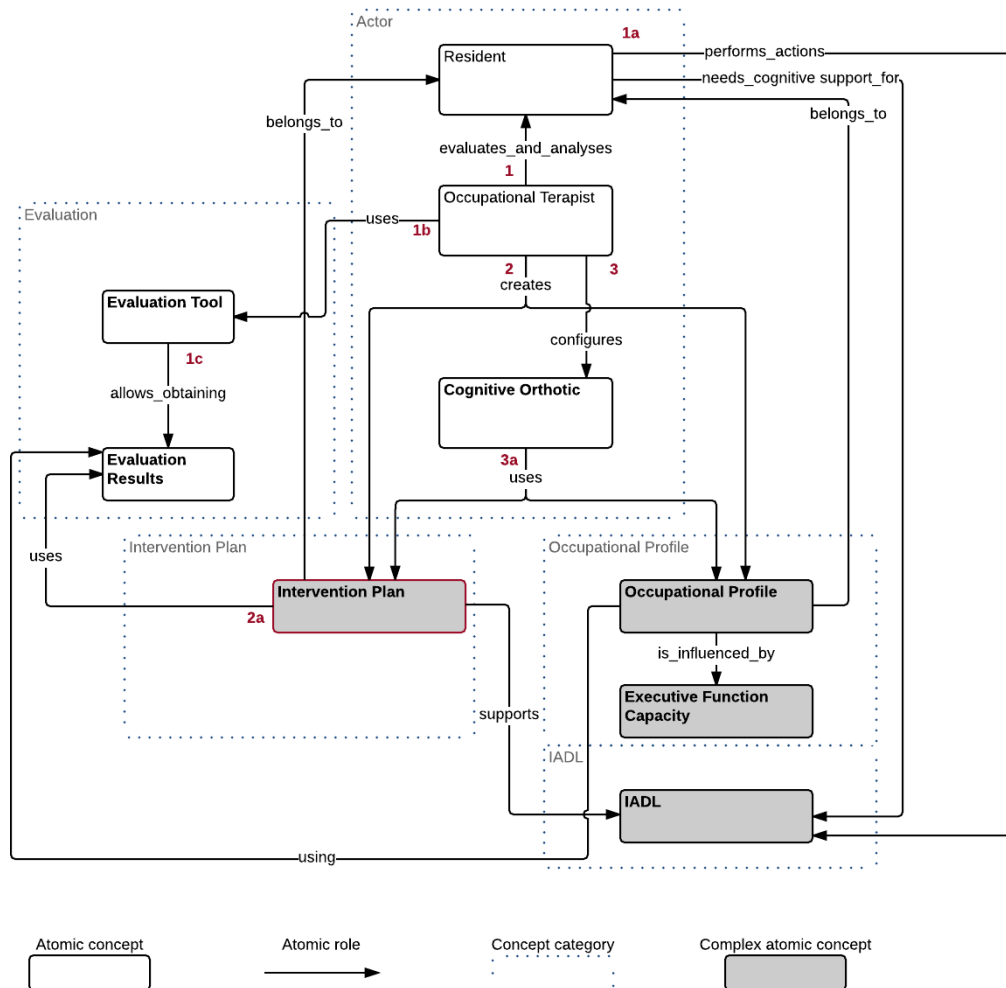 Actor
1a
Resident
performs_actions
needs_cognitive support_for
belongs_to
belongs_to
evaluates_and_analyses
1
Occupational Terapist
Evaluation
uses
1b
2
3
creates
Evaluation Tool
configures
1c
allows_obtaining
Cognitive Orthotic
Evaluation
Results
3a
uses
Intervention Plan
Occupational Profile
uses
Intervention Plan
2a
Occupational Profile
is_influenced_by
Executive Function
Capacity
supports
IADL
IADL
using
Atomic concept
Atomic role
Concept category
Complex atomic concept